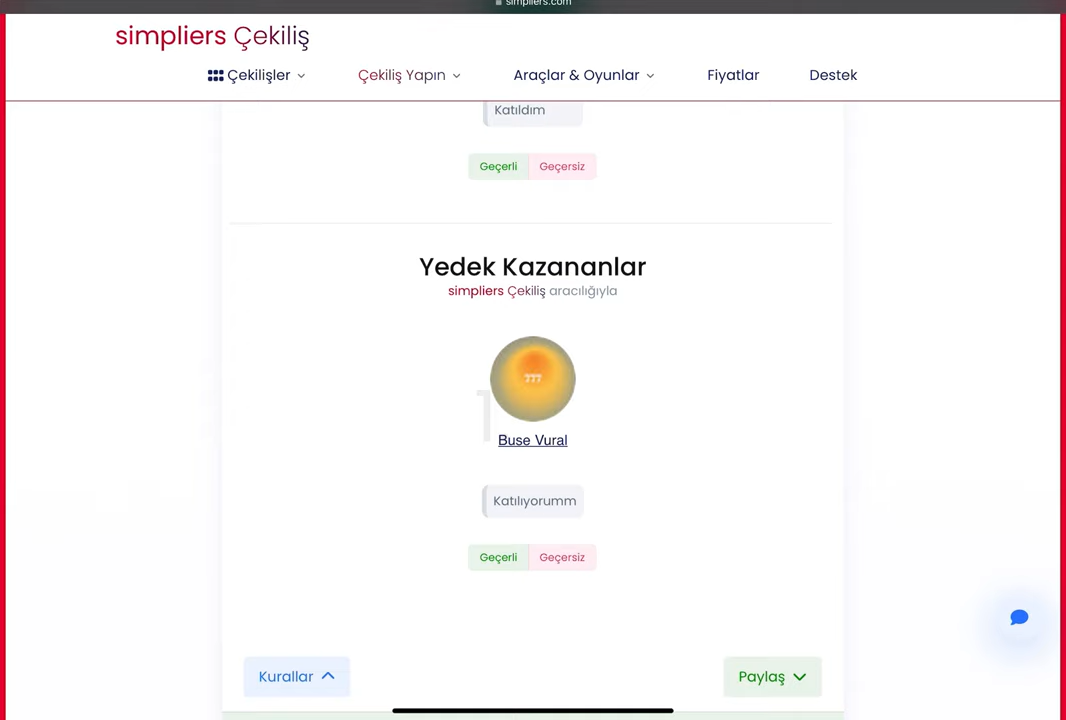 simpliers.com
simpliers Çekiliş
Çekilişler
Çekiliş Yapın
Araçlar & Oyunlar
Fiyatlar
Destek
Katıldım
Geçerli
Geçersiz
Yedek Kazananlar
simpliers Çekiliş aracılığıyla
777
1
Buse Vural
Katılıyorumm
Geçerli
Geçersiz
Kurallar
Paylaş